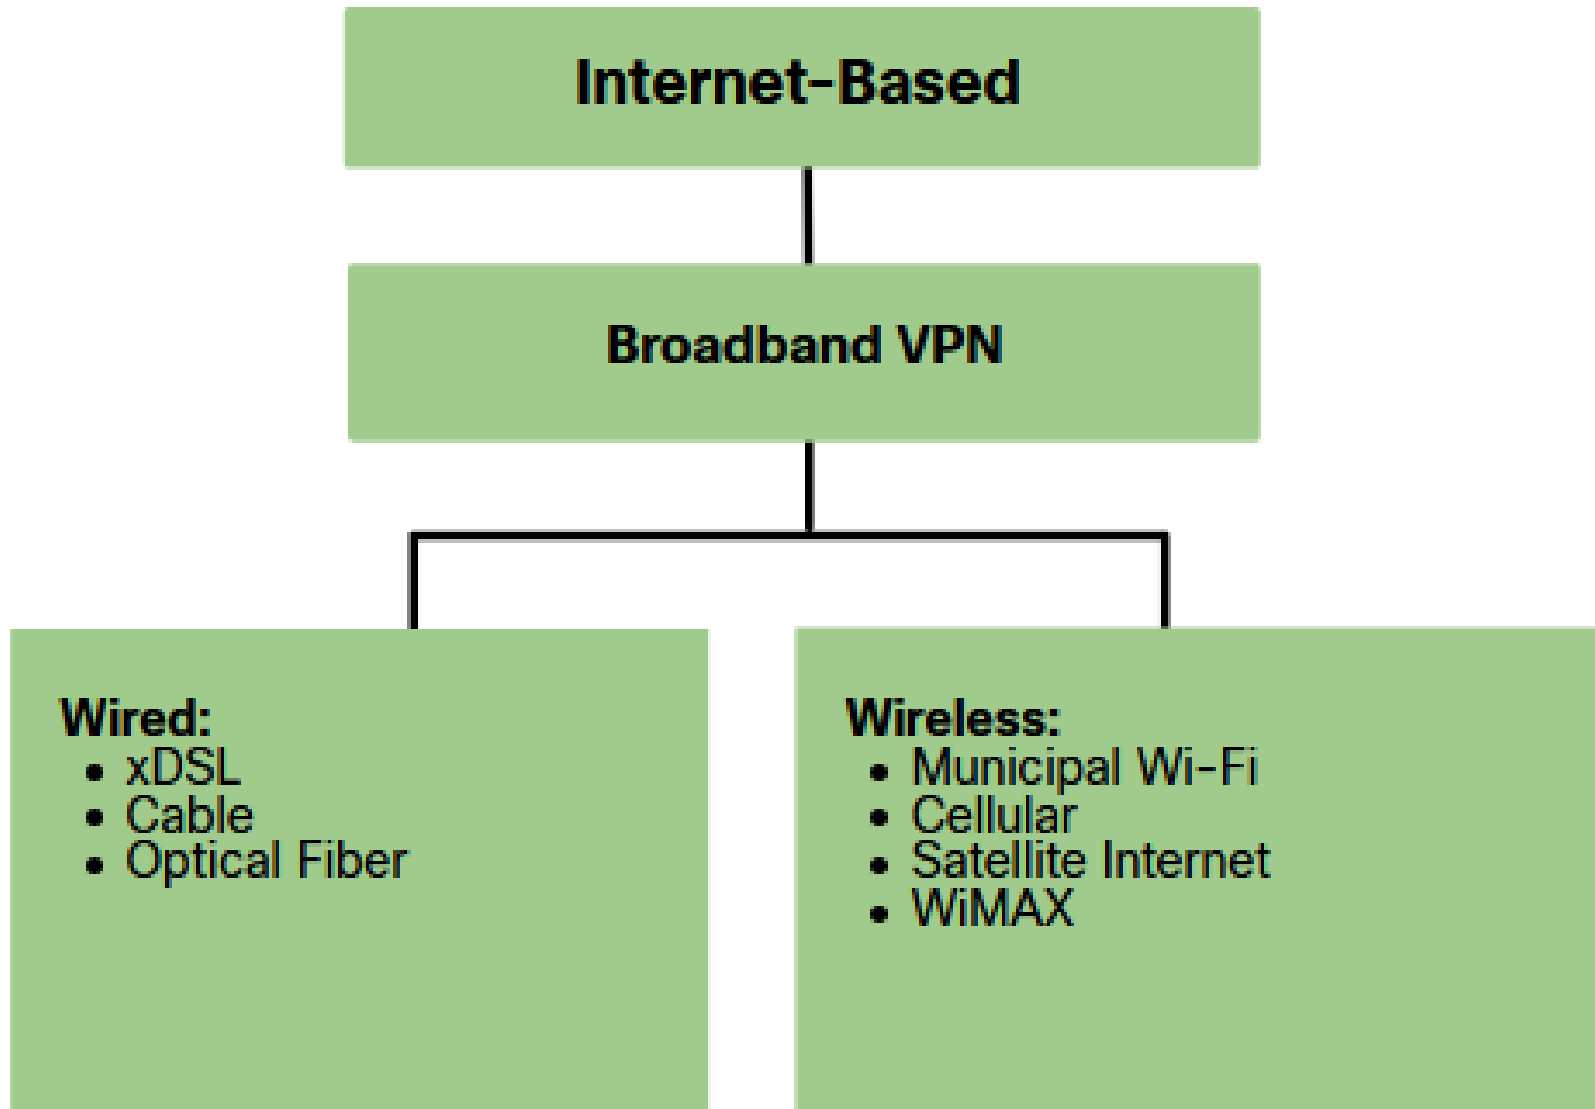 Internet-Based
Broadband VPN
Wired:
• xDSL
• Cable
• Optical Fiber
Wireless:
• Municipal Wi-Fi
• Cellular
• Satellite Internet
• WiMAX